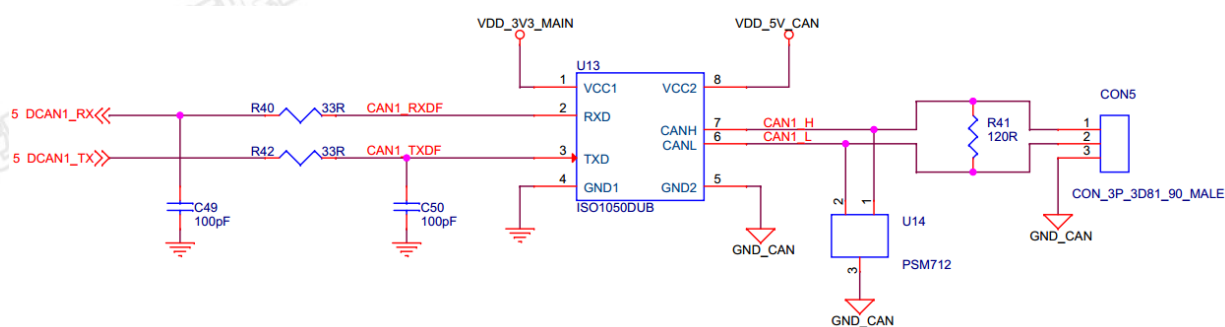 VDD_3V3_MAIN
VDD_5V_CAN
U13
1 VCC1 VCC2 8
5 DCAN1_RX R40 33R CAN1_RXDF 2 RXD
CANH 7 CAN1_H
CANL 6 CAN1_L
5 DCAN1_TX R42 33R CAN1_TXDF 3 TXD
4 GND1 GND2 5
ISO1050DUB
R41
120R
CON5
1
2
3
CON_3P_3D81_90_MALE
C49
100pF
C50
100pF
GND_CAN
2 1
U14
PSM712
3
GND_CAN
GND_CAN